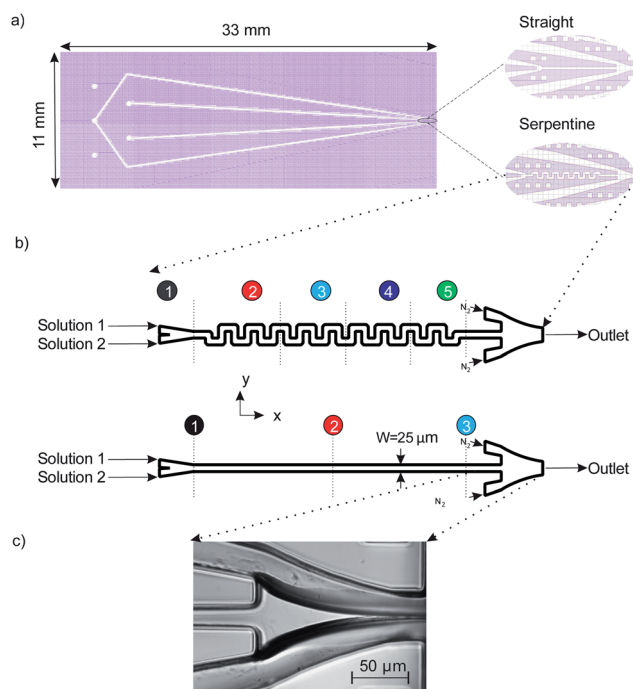 a)
33 mm
11 mm
Straight
Serpentine
b)
1
2
3
4
5
Solution 1
Solution 2
N2
N2
Outlet
y
x
1
2
3
W=25 μm
Solution 1
Solution 2
N2
N2
Outlet
c)
50 μm